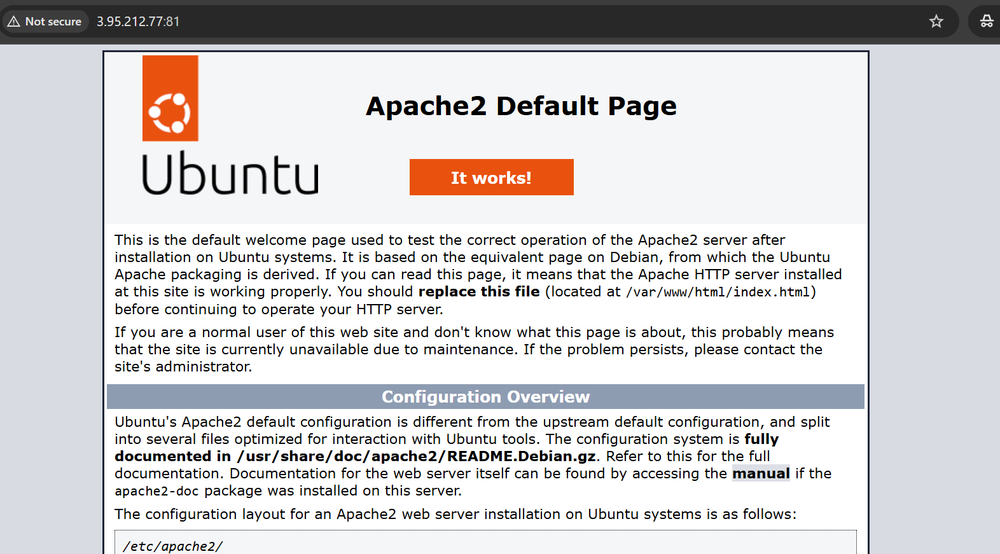 Not secure 3.95.212.77:81
Apache2 Default Page
Ubuntu
It works!
This is the default welcome page used to test the correct operation of the Apache2 server after
installation on Ubuntu systems. It is based on the equivalent page on Debian, from which the Ubuntu
Apache packaging is derived. If you can read this page, it means that the Apache HTTP server installed
at this site is working properly. You should replace this file (located at /var/www/html/index.html)
before continuing to operate your HTTP server.
If you are a normal user of this web site and don't know what this page is about, this probably means
that the site is currently unavailable due to maintenance. If the problem persists, please contact the
site's administrator.
Configuration Overview
Ubuntu's Apache2 default configuration is different from the upstream default configuration, and split
into several files optimized for interaction with Ubuntu tools. The configuration system is fully
documented in /usr/share/doc/apache2/README.Debian.gz. Refer to this for the full
documentation. Documentation for the web server itself can be found by accessing the manual if the
apache2-doc package was installed on this server.
The configuration layout for an Apache2 web server installation on Ubuntu systems is as follows:
/etc/apache2/